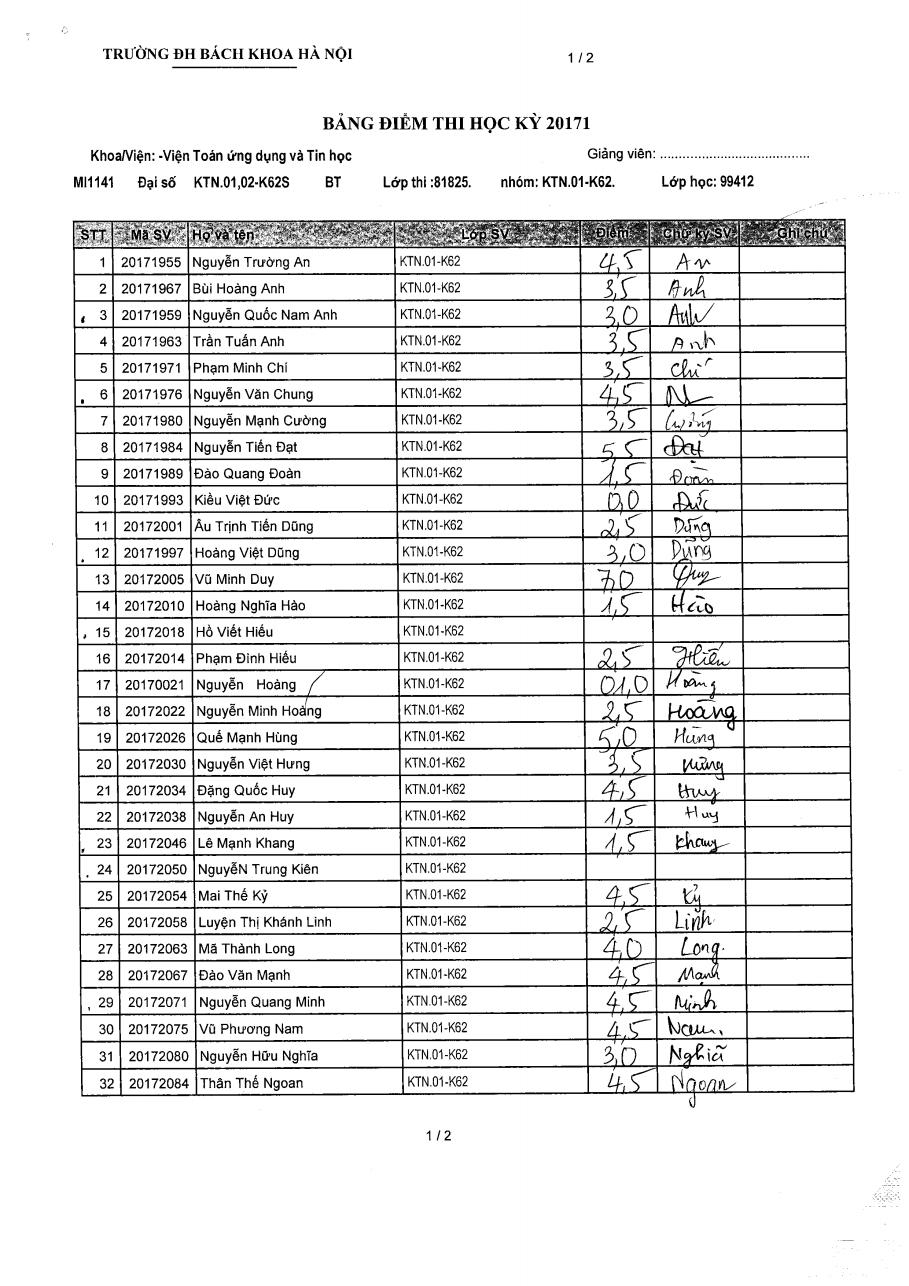 TRƯỜNG ĐH BÁCH KHOA HÀ NỘI 1 / 2
BẢNG ĐIỂM THI HỌC KỲ 20171
Khoa/Viện: -Viện Toán ứng dụng và Tin học Giảng viên: ........................................
MI1141 Đại số KTN.01,02-K62S BT Lớp thi :81825. nhóm: KTN.01-K62. Lớp học: 99412
STT Mã SV Họ và tên Lớp SV Điểm Chữ ký SV Ghi chú
1 20171955 Nguyễn Trường An KTN.01-K62 4,5 An
2 20171967 Bùi Hoàng Anh KTN.01-K62 3,5 Anh
3 20171959 Nguyễn Quốc Nam Anh KTN.01-K62 3,0 Anh
4 20171963 Trần Tuấn Anh KTN.01-K62 3,5 Anh
5 20171971 Phạm Minh Chí KTN.01-K62 3,5 Chí
6 20171976 Nguyễn Văn Chung KTN.01-K62 4,5
7 20171980 Nguyễn Mạnh Cường KTN.01-K62 3,5 Cường
8 20171984 Nguyễn Tiến Đạt KTN.01-K62 5,5 Đạt
9 20171989 Đào Quang Đoàn KTN.01-K62 1,5 Đoàn
10 20171993 Kiều Việt Đức KTN.01-K62 0,0 Đức
11 20172001 Âu Trịnh Tiến Dũng KTN.01-K62 2,5 Dũng
12 20171997 Hoàng Việt Dũng KTN.01-K62 3,0 Dũng
13 20172005 Vũ Minh Duy KTN.01-K62 7,0 Duy
14 20172010 Hoàng Nghĩa Hào KTN.01-K62 1,5 Hào
15 20172018 Hồ Viết Hiếu KTN.01-K62
16 20172014 Phạm Đình Hiếu KTN.01-K62 2,5 Hiếu
17 20170021 Nguyễn Hoàng KTN.01-K62 01,0 Hoàng
18 20172022 Nguyễn Minh Hoàng KTN.01-K62 2,5 Hoàng
19 20172026 Quế Mạnh Hùng KTN.01-K62 5,0 Hùng
20 20172030 Nguyễn Việt Hưng KTN.01-K62 3,5 Hưng
21 20172034 Đặng Quốc Huy KTN.01-K62 4,5 Huy
22 20172038 Nguyễn An Huy KTN.01-K62 1,5 Huy
23 20172046 Lê Mạnh Khang KTN.01-K62 1,5 Khang
24 20172050 NguyễN Trung Kiên KTN.01-K62
25 20172054 Mai Thế Kỷ KTN.01-K62 4,5 Kỷ
26 20172058 Luyện Thị Khánh Linh KTN.01-K62 2,5 Linh
27 20172063 Mã Thành Long KTN.01-K62 4,0 Long.
28 20172067 Đào Văn Mạnh KTN.01-K62 4,5 Mạnh
29 20172071 Nguyễn Quang Minh KTN.01-K62 4,5 Minh
30 20172075 Vũ Phương Nam KTN.01-K62 4,5 Nam
31 20172080 Nguyễn Hữu Nghĩa KTN.01-K62 3,0 Nghĩa
32 20172084 Thân Thế Ngoan KTN.01-K62 4,5 Ngoan
1 / 2